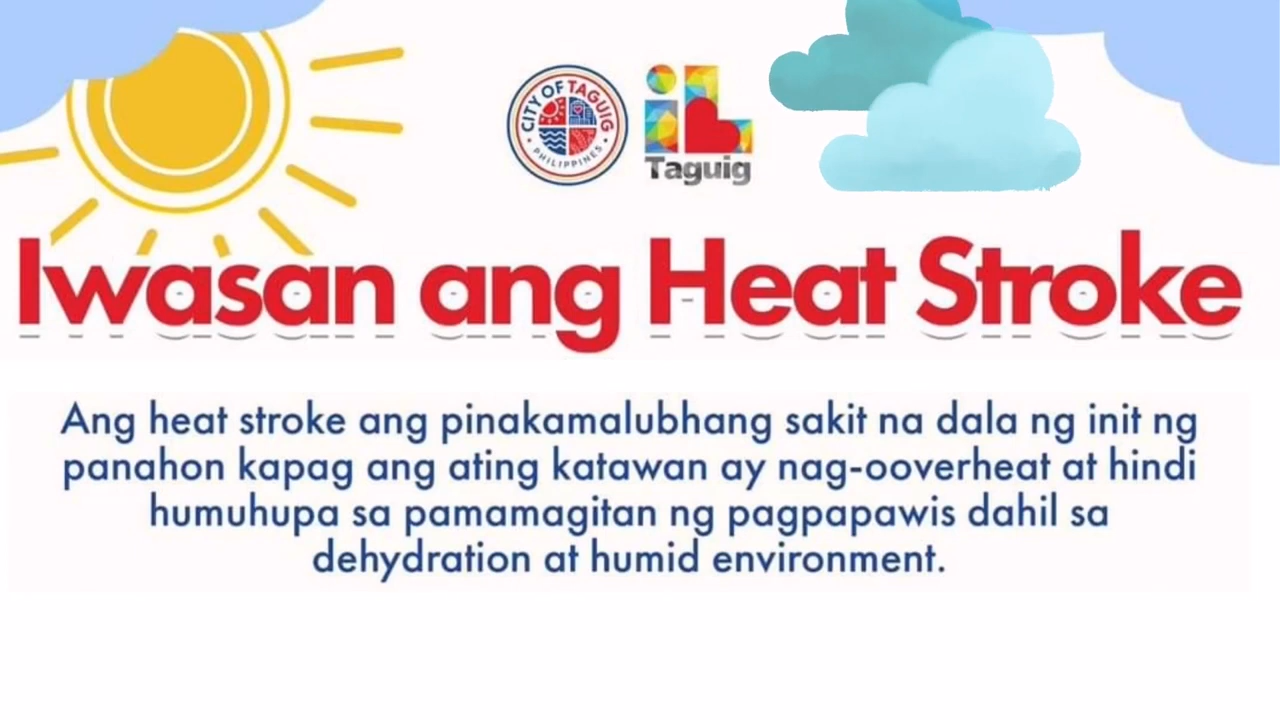 CITY OF TAGUIG
PHILIPPINES
iL
Taguig
Iwasan ang Heat Stroke
Ang heat stroke ang pinakamalubhang sakit na dala ng init ng
panahon kapag ang ating katawan ay nag-ooverheat at hindi
humuhupa sa pamamagitan ng pagpapawis dahil sa
dehydration at humid environment.